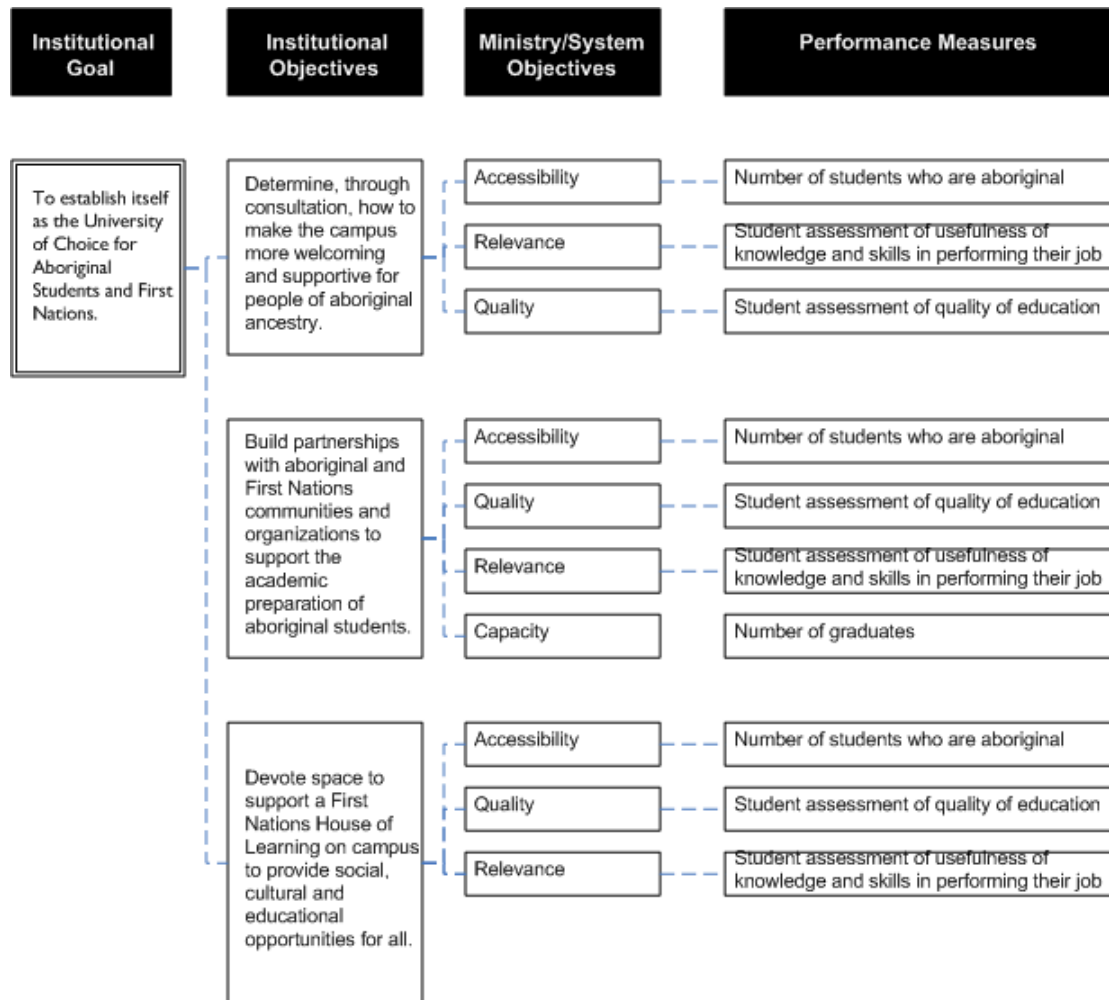 Institutional
Goal
Institutional
Objectives
Ministry/System
Objectives
Performance Measures
To establish itself
as the University
of Choice for
Aboriginal
Students and First
Nations.
Determine, through
consultation, how to
make the campus
more welcoming
and supportive for
people of aboriginal
ancestry.
Accessibility
Number of students who are aboriginal
Relevance
Student assessment of usefulness of
knowledge and skills in performing their job
Quality
Student assessment of quality of education
Build partnerships
with aboriginal and
First Nations
communities and
organizations to
support the
academic
preparation of
aboriginal students.
Accessibility
Number of students who are aboriginal
Quality
Student assessment of quality of education
Relevance
Student assessment of usefulness of
knowledge and skills in performing their job
Capacity
Number of graduates
Devote space to
support a First
Nations House of
Learning on campus
to provide social,
cultural and
educational
opportunities for all.
Accessibility
Number of students who are aboriginal
Quality
Student assessment of quality of education
Relevance
Student assessment of usefulness of
knowledge and skills in performing their job